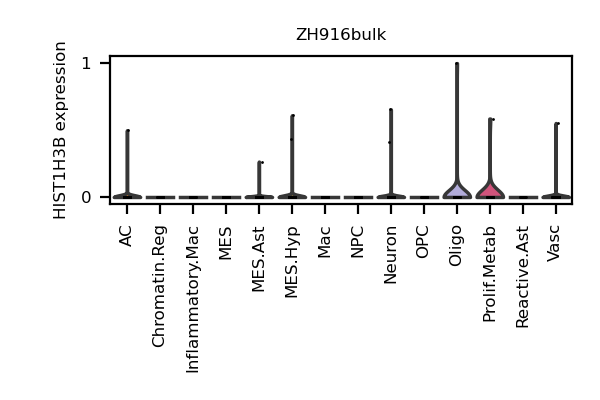 ZH916bulk
HIST1H3B expression
1
0
AC
Chromatin.Reg
Inflammatory.Mac
MES
MES.Ast
MES.Hyp
Mac
NPC
Neuron
OPC
Oligo
Prolif.Metab
Reactive.Ast
Vasc